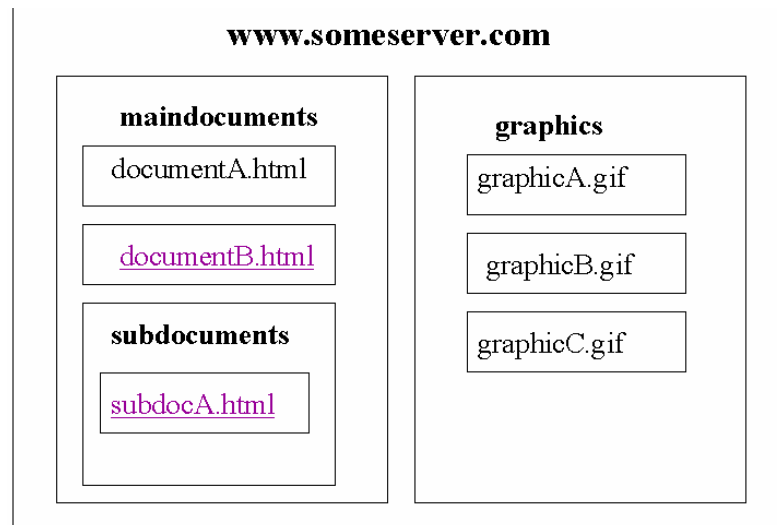 www.someserver.com
maindocuments
documentA.html
documentB.html
subdocuments
subdocA.html
graphics
graphicA.gif
graphicB.gif
graphicC.gif